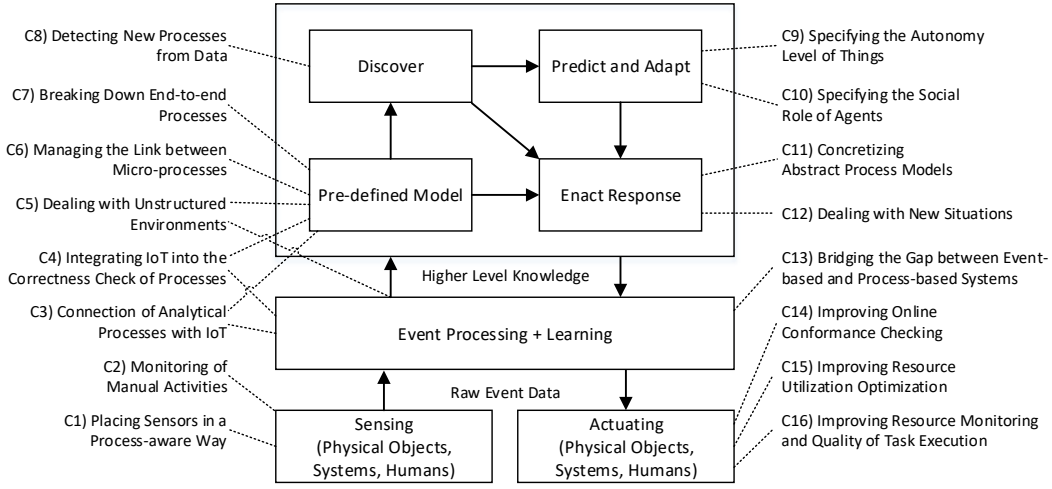 C8) Detecting New Processes
from Data
C7) Breaking Down End-to-end
Processes
C6) Managing the Link between
Micro-processes
C5) Dealing with Unstructured
Environments
C4) Integrating IoT into the
Correctness Check of Processes
C3) Connection of Analytical
Processes with IoT
C2) Monitoring of
Manual Activities
C1) Placing Sensors in a
Process-aware Way
Discover
Predict and Adapt
Pre-defined Model
Enact Response
Higher Level Knowledge
Event Processing + Learning
Raw Event Data
Sensing
(Physical Objects,
Systems, Humans)
Actuating
(Physical Objects,
Systems, Humans)
C9) Specifying the Autonomy
Level of Things
C10) Specifying the Social
Role of Agents
C11) Concretizing
Abstract Process Models
C12) Dealing with New Situations
C13) Bridging the Gap between Event-
based and Process-based Systems
C14) Improving Online
Conformance Checking
C15) Improving Resource
Utilization Optimization
C16) Improving Resource Monitoring
and Quality of Task Execution